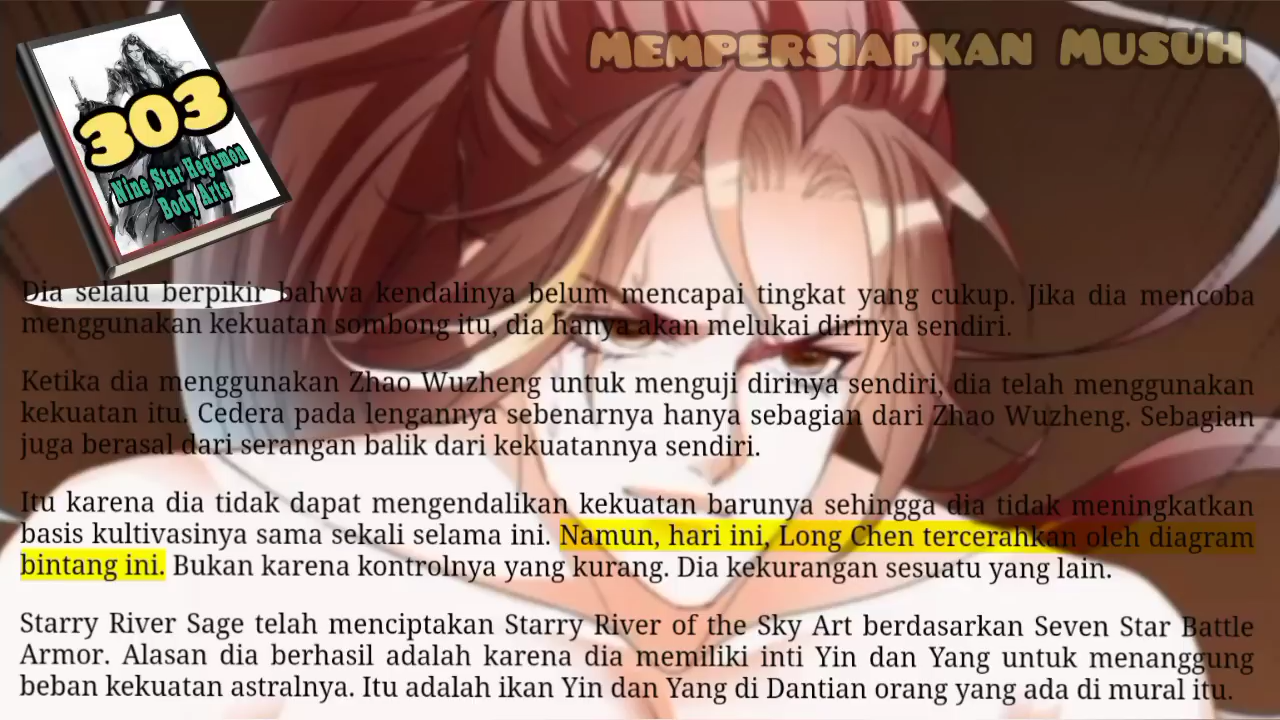 Mempersiapkan Musuh
303
Nine Star Hegemon
Body Arts
Dia selalu berpikir bahwa kendalinya belum mencapai tingkat yang cukup. Jika dia mencoba
menggunakan kekuatan sombong itu, dia hanya akan melukai dirinya sendiri.
Ketika dia menggunakan Zhao Wuzheng untuk menguji dirinya sendiri, dia telah menggunakan
kekuatan itu. Cedera pada lengannya sebenarnya hanya sebagian dari Zhao Wuzheng. Sebagian
juga berasal dari serangan balik dari kekuatannya sendiri.
Itu karena dia tidak dapat mengendalikan kekuatan barunya sehingga dia tidak meningkatkan
basis kultivasinya sama sekali selama ini. Namun, hari ini, Long Chen tercerahkan oleh diagram
bintang ini. Bukan karena kontrolnya yang kurang. Dia kekurangan sesuatu yang lain.
Starry River Sage telah menciptakan Starry River of the Sky Art berdasarkan Seven Star Battle
Armor. Alasan dia berhasil adalah karena dia memiliki inti Yin dan Yang untuk menanggung
beban kekuatan astralnya. Itu adalah ikan Yin dan Yang di Dantian orang yang ada di mural itu.